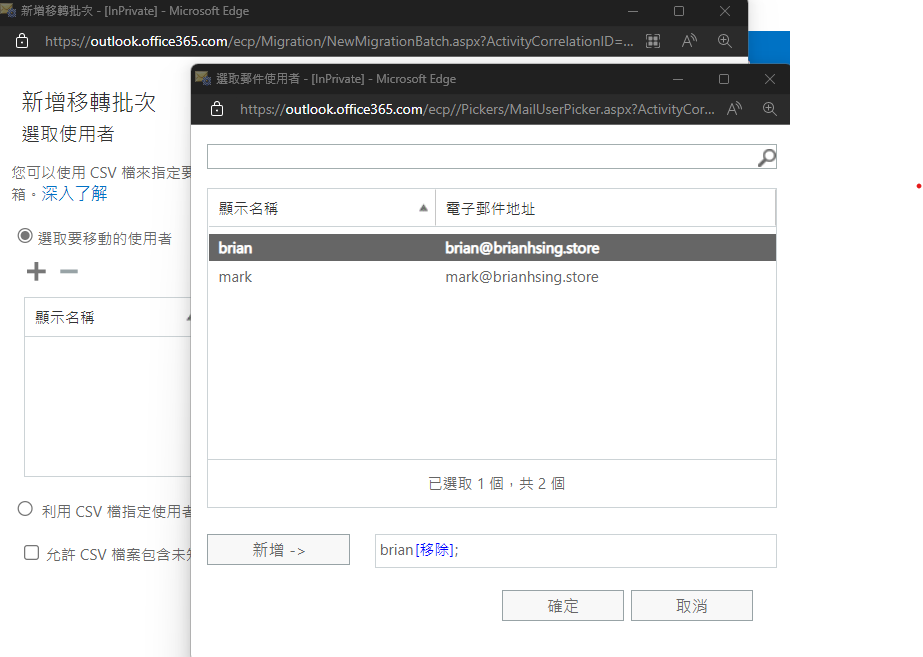 新增移轉批次 - [InPrivate] - Microsoft Edge
https://outlook.office365.com/ecp/Migration/NewMigrationBatch.aspx?ActivityCorrelationID=...
選取郵件使用者 - [InPrivate] - Microsoft Edge
https://outlook.office365.com/ecp//Pickers/MailUserPicker.aspx?ActivityCor...
新增移轉批次
選取使用者
您可以使用 CSV 檔來指定要
箱。深入了解
選取要移動的使用者
顯示名稱
利用 CSV 檔指定使用者
允許 CSV 檔案包含未
顯示名稱 電子郵件地址
brian brian@brianhsing.store
mark mark@brianhsing.store
已選取 1 個，共 2 個
新增 -> brian[移除];
確定 取消